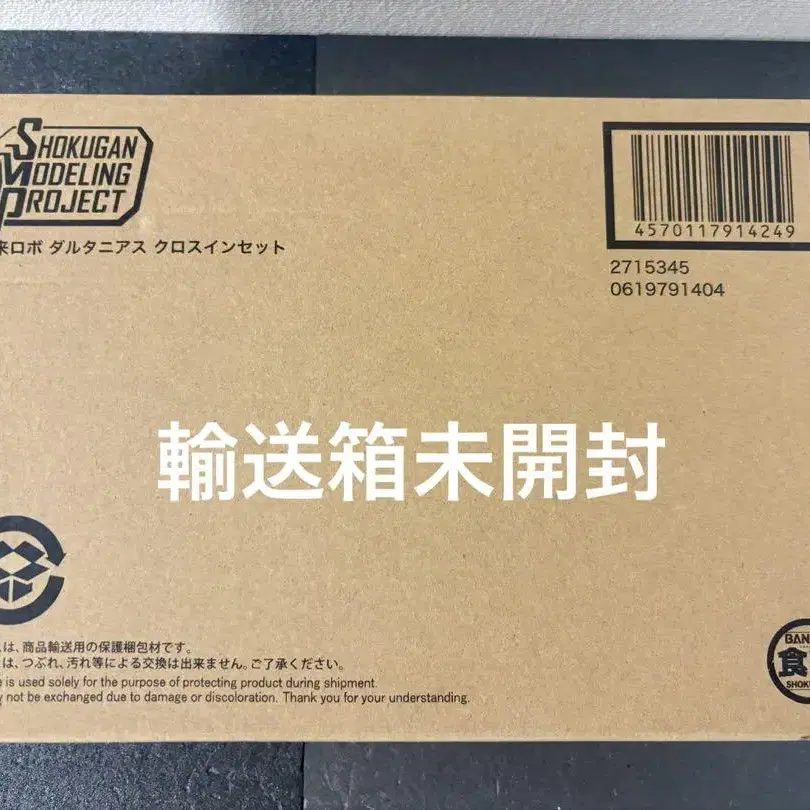 SHOKUGAN
MODELING
PROJECT
来ロボ ダルタニアス クロスインセット
4570117914249
2715345
0619791404
輸送箱未開封
は、商品輸送用の保護梱包材です。
は、つぶれ、汚れ等による交換は出来ません。ご了承ください。
is used solely for the purpose of protecting product during shipment.
not be exchanged due to damage or discoloration. Thank you for your understanding.
BAN
食
SHOKU